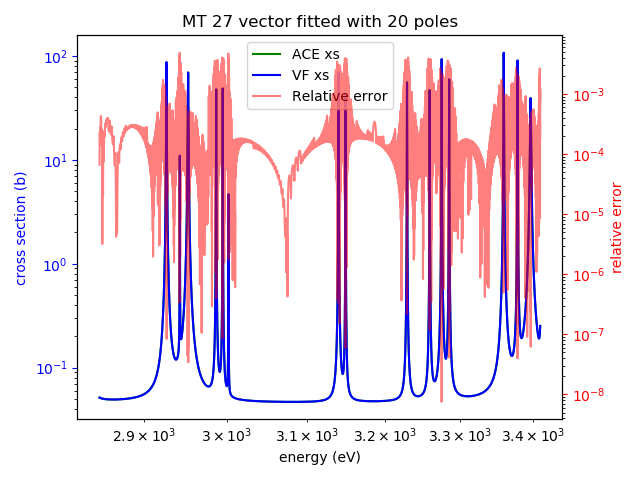 MT 27 vector fitted with 20 poles
ACE xs
VF xs
Relative error
cross section (b)
10²
10¹
10⁰
10⁻¹
relative error
10⁻³
10⁻⁴
10⁻⁵
10⁻⁶
10⁻⁷
10⁻⁸
2.9 × 10³ 3 × 10³ 3.1 × 10³ 3.2 × 10³ 3.3 × 10³ 3.4 × 10³
energy (eV)